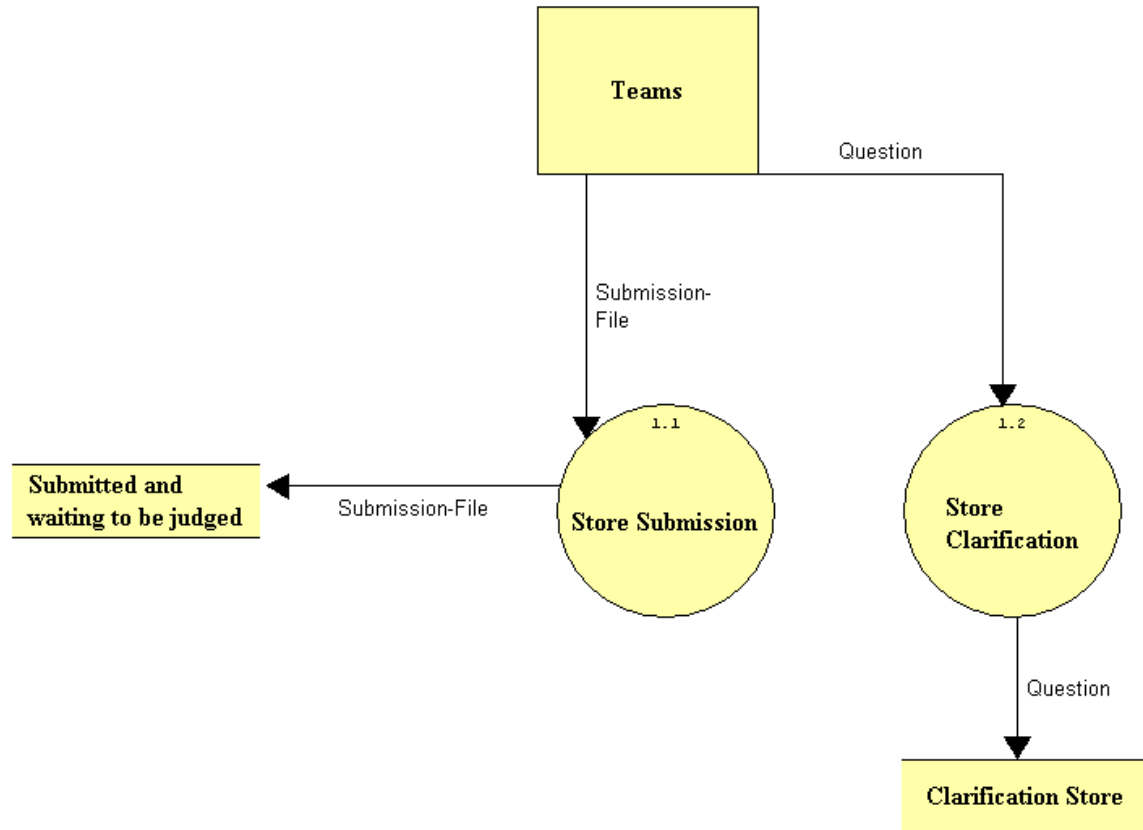 Teams
Question
Submission-
File
1.1
1.2
Submitted and
waiting to be judged
Submission-File
Store Submission
Store
Clarification
Question
Clarification Store